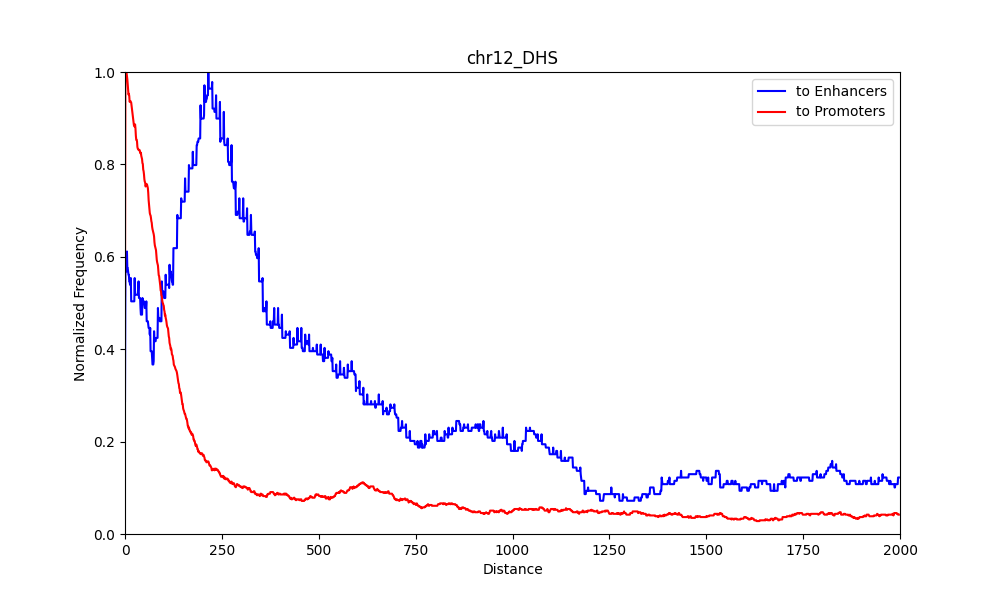 chr12_DHS
to Enhancers
to Promoters
1.0
0.8
0.6
0.4
0.2
0.0
Normalized Frequency
0 250 500 750 1000 1250 1500 1750 2000
Distance